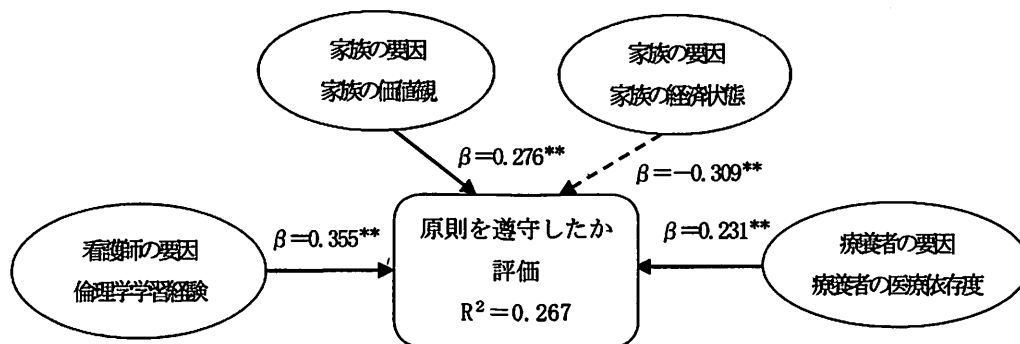 家族の要因
家族の価値観
家族の要因
家族の経済状態
β=0.276**
β=-0.309**
看護師の要因
倫理学学習経験
β=0.355**
原則を遵守したか
評価
R²=0.267
β=0.231**
療養者の要因
療養者の医療依存度